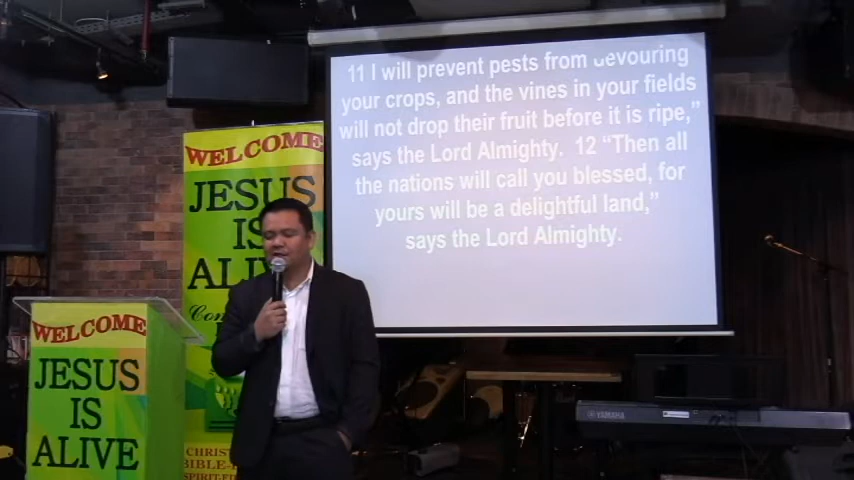 11 I will prevent pests from devouring
your crops, and the vines in your fields
will not drop their fruit before it is ripe,”
says the Lord Almighty. 12 “Then all
the nations will call you blessed, for
yours will be a delightful land,”
says the Lord Almighty.
WELCOME
JESUS
IS
ALIVE
WELCOME
JESUS
IS
ALIVE
YAMAHA